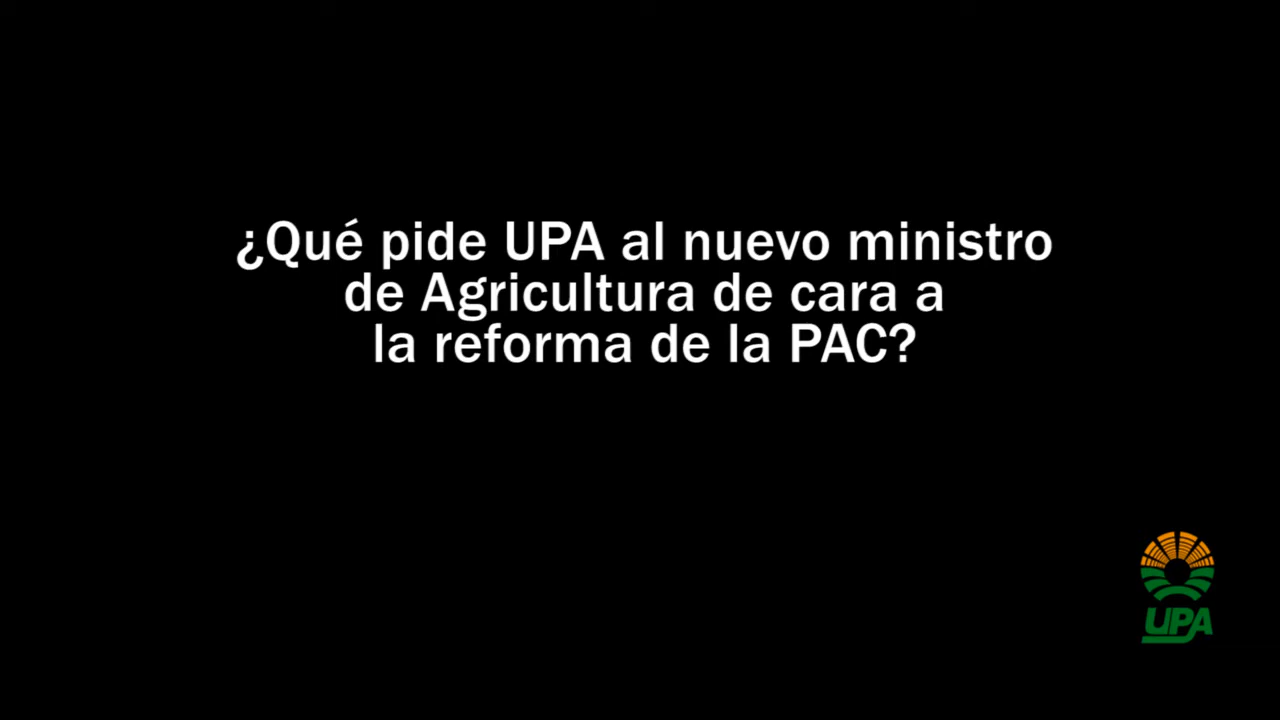 ¿Qué pide UPA al nuevo ministro
de Agricultura de cara a
la reforma de la PAC?
UPA